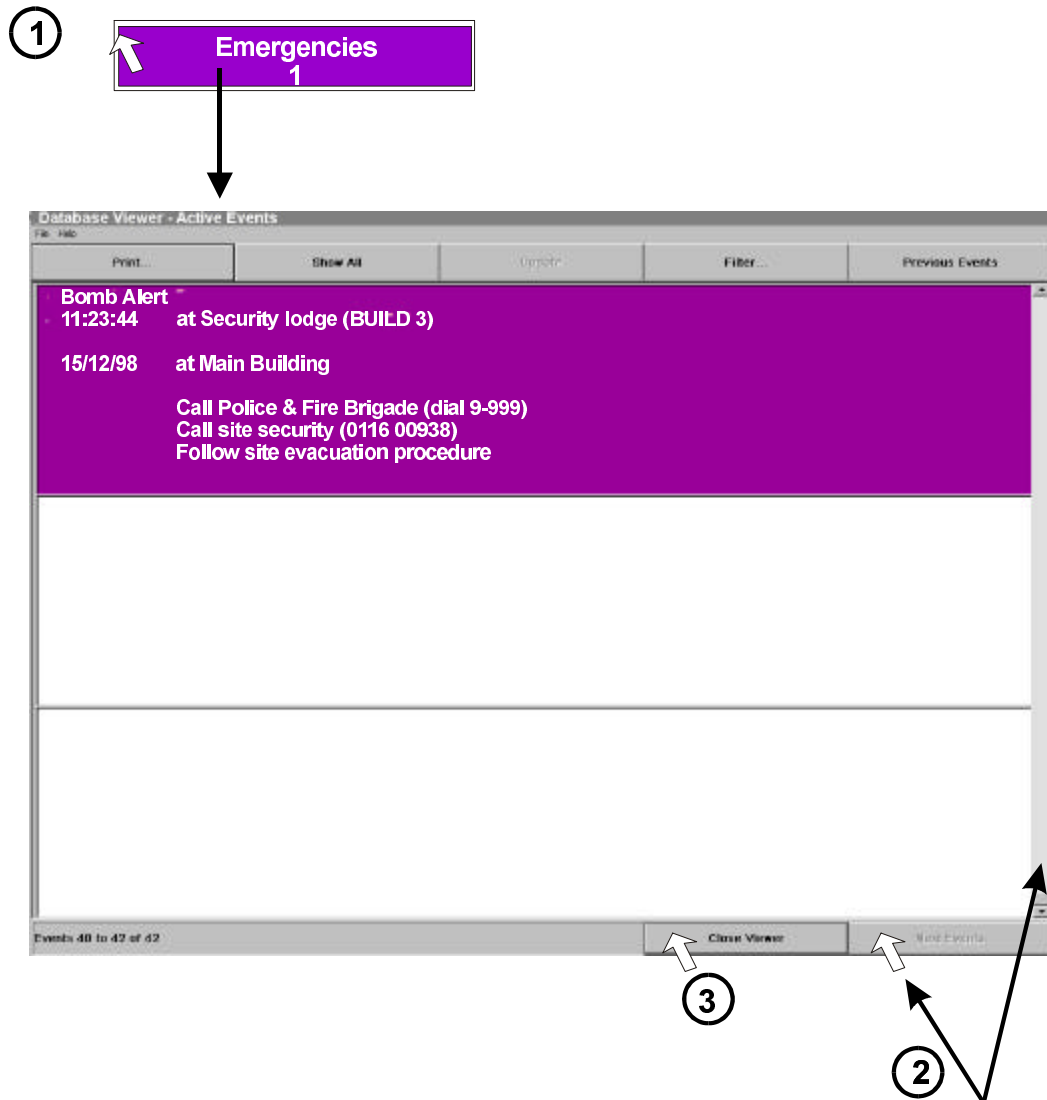 1
Emergencies
1
Database Viewer - Active Events
File Help
Print... Show All Update Filter... Previous Events
Bomb Alert
11:23:44 at Security lodge (BUILD 3)
15/12/98 at Main Building
Call Police & Fire Brigade (dial 9-999)
Call site security (0116 00938)
Follow site evacuation procedure
Events 40 to 42 of 42 Close Viewer Next Events
3
2